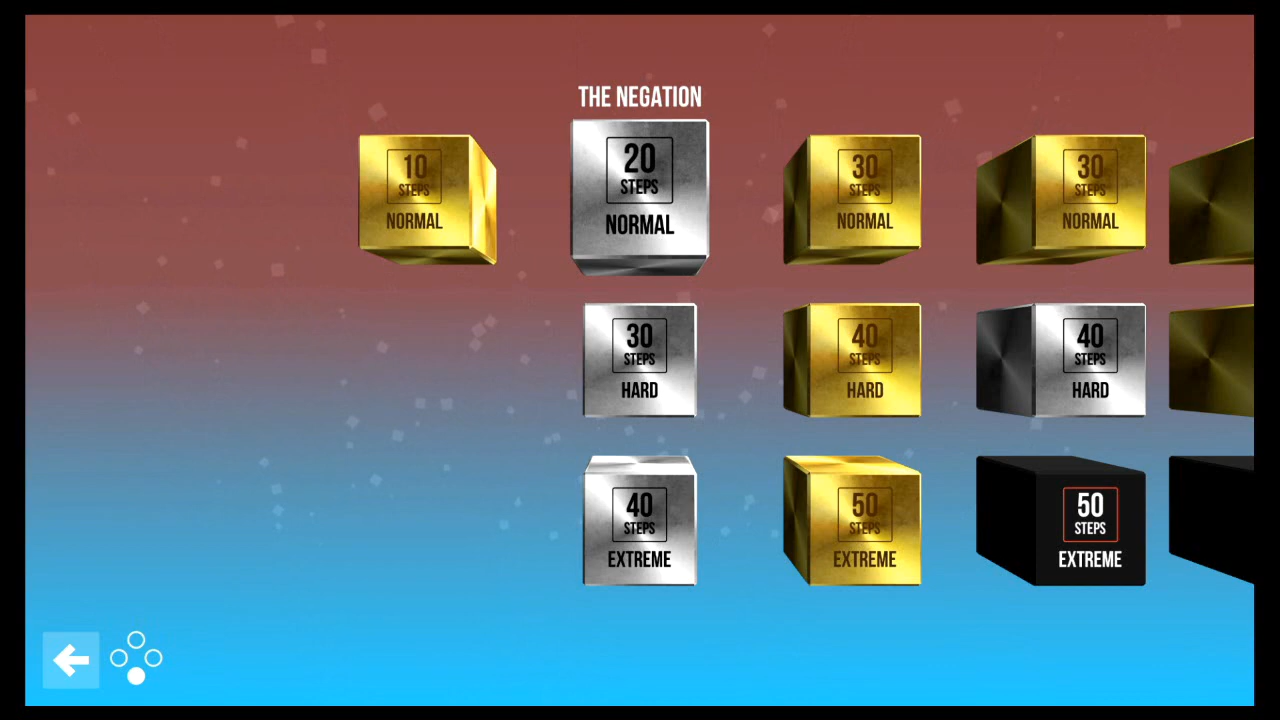 THE NEGATION
10
STEPS
NORMAL
20
STEPS
NORMAL
30
STEPS
NORMAL
30
STEPS
NORMAL
30
STEPS
HARD
40
STEPS
HARD
40
STEPS
HARD
40
STEPS
EXTREME
50
STEPS
EXTREME
50
STEPS
EXTREME